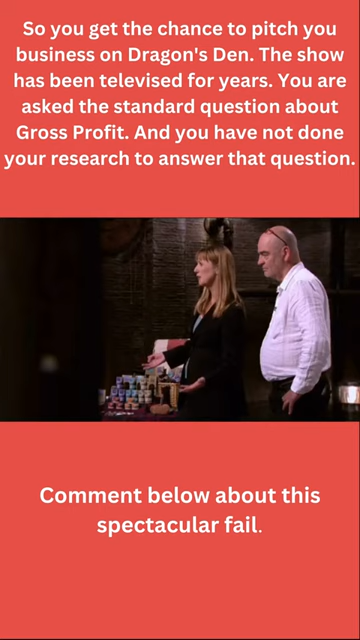 So you get the chance to pitch you
business on Dragon's Den. The show
has been televised for years. You are
asked the standard question about
Gross Profit. And you have not done
your research to answer that question.
Comment below about this
spectacular fail.